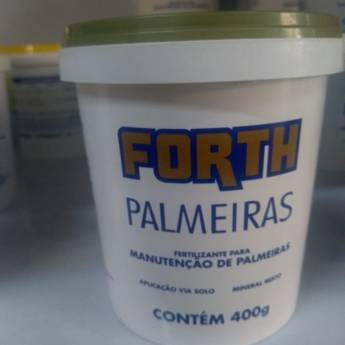 FORTH
PALMEIRAS
FERTILIZANTE PARA
MANUTENÇÃO DE PALMEIRAS
APLICAÇÃO VIA SOLO MINERAL MISTO
CONTÉM 400g